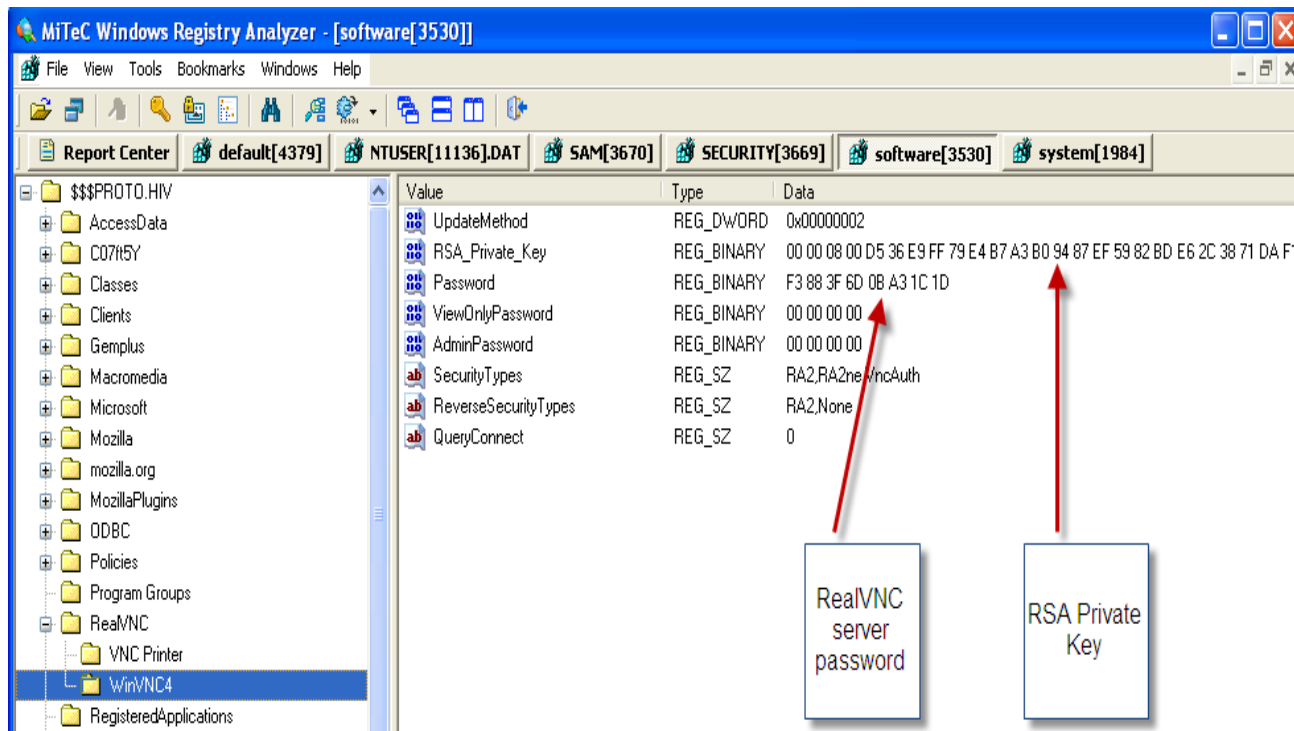 MiTeC Windows Registry Analyzer - [software[3530]]
File View Tools Bookmarks Windows Help
Report Center default[4379] NTUSER[11136].DAT SAM[3670] SECURITY[3669] software[3530] system[1984]
$$$PROTO.HIV
AccessData
C07ft5Y
Classes
Clients
Gemplus
Macromedia
Microsoft
Mozilla
mozilla.org
MozillaPlugins
ODBC
Policies
Program Groups
RealVNC
VNC Printer
WinVNC4
RegisteredApplications
Value Type Data
UpdateMethod REG_DWORD 0x00000002
RSA_Private_Key REG_BINARY 00 00 08 00 D5 36 E9 FF 79 E4 B7 A3 B0 94 87 EF 59 82 BD E6 2C 38 71 DA
Password REG_BINARY F3 88 3F 6D 0B A3 1C 1D
ViewOnlyPassword REG_BINARY 00 00 00 00
AdminPassword REG_BINARY 00 00 00 00
SecurityTypes REG_SZ RA2,RA2ne,VncAuth
ReverseSecurityTypes REG_SZ RA2,None
QueryConnect REG_SZ 0
RealVNC
server
password
RSA Private
Key